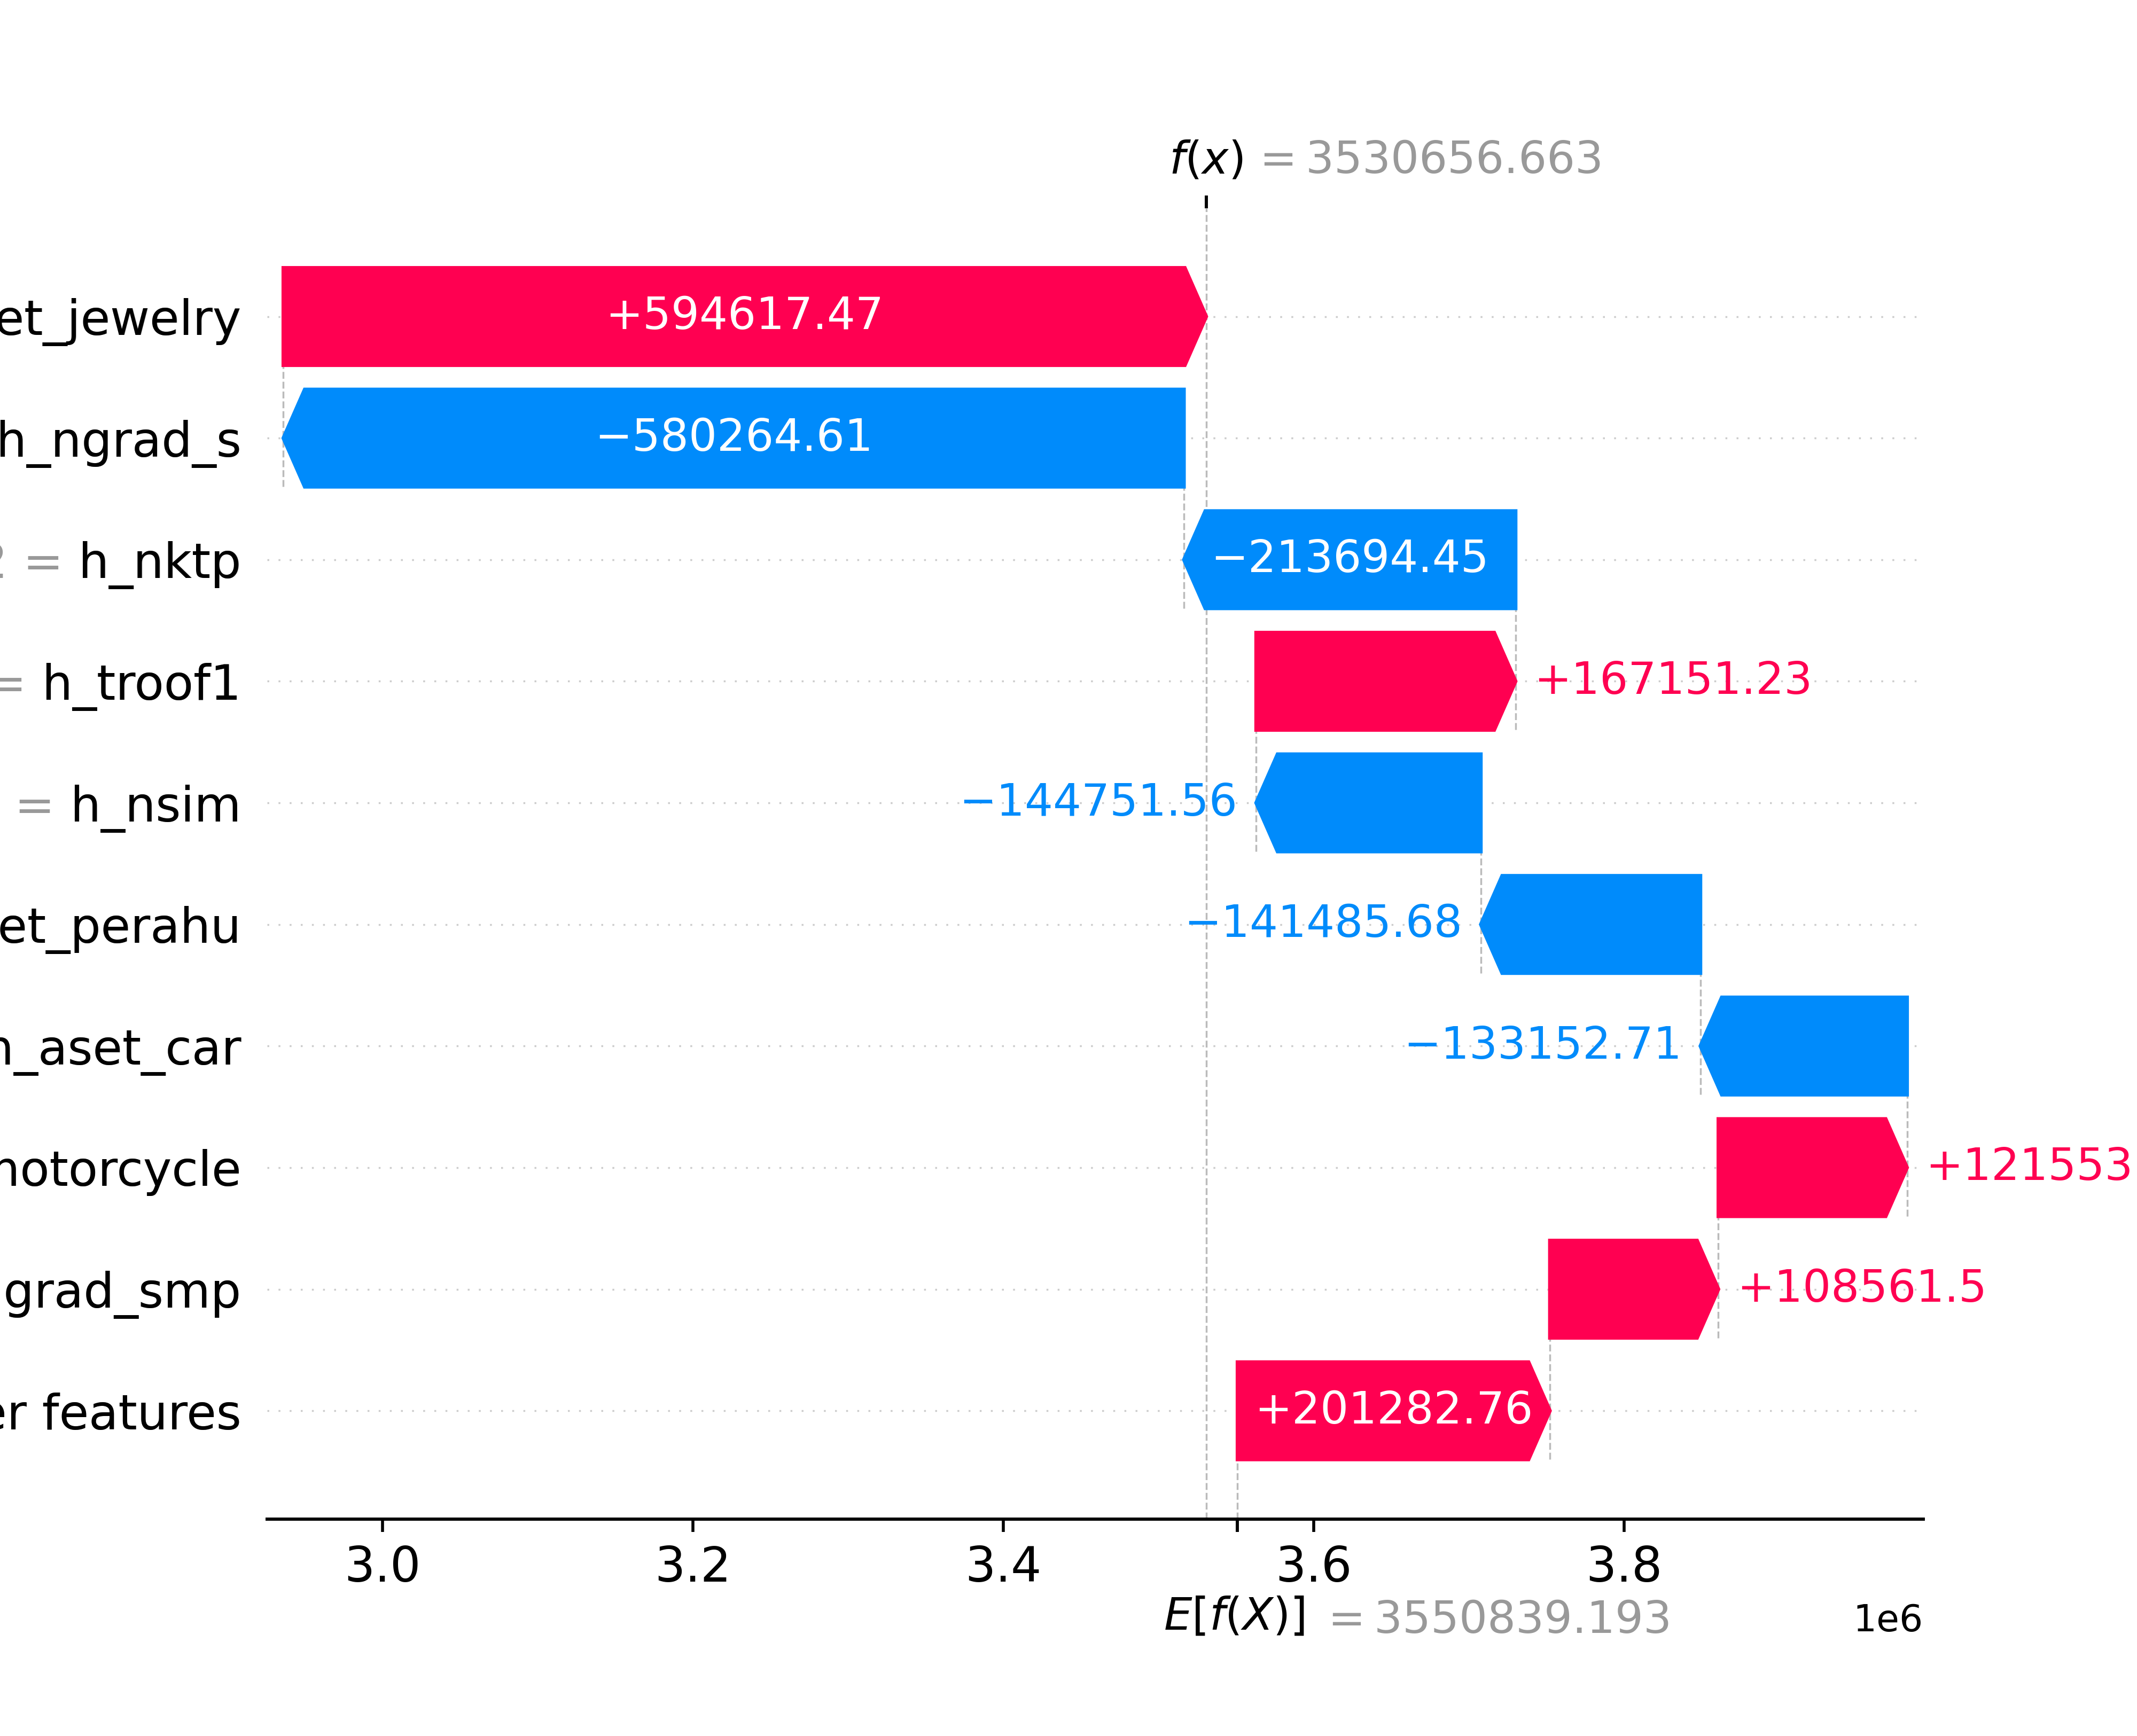 f(x) = 3530656.663
et_jewelry +594617.47
h_ngrad_s −580264.61
= h_nktp −213694.45
= h_troof1 +167151.23
= h_nsim −144751.56
et_perahu −141485.68
_aset_car −133152.71
otorcycle +121553
grad_smp +108561.5
er features +201282.76
3.0 3.2 3.4 3.6 3.8
E[f(X)] = 3550839.193 1e6